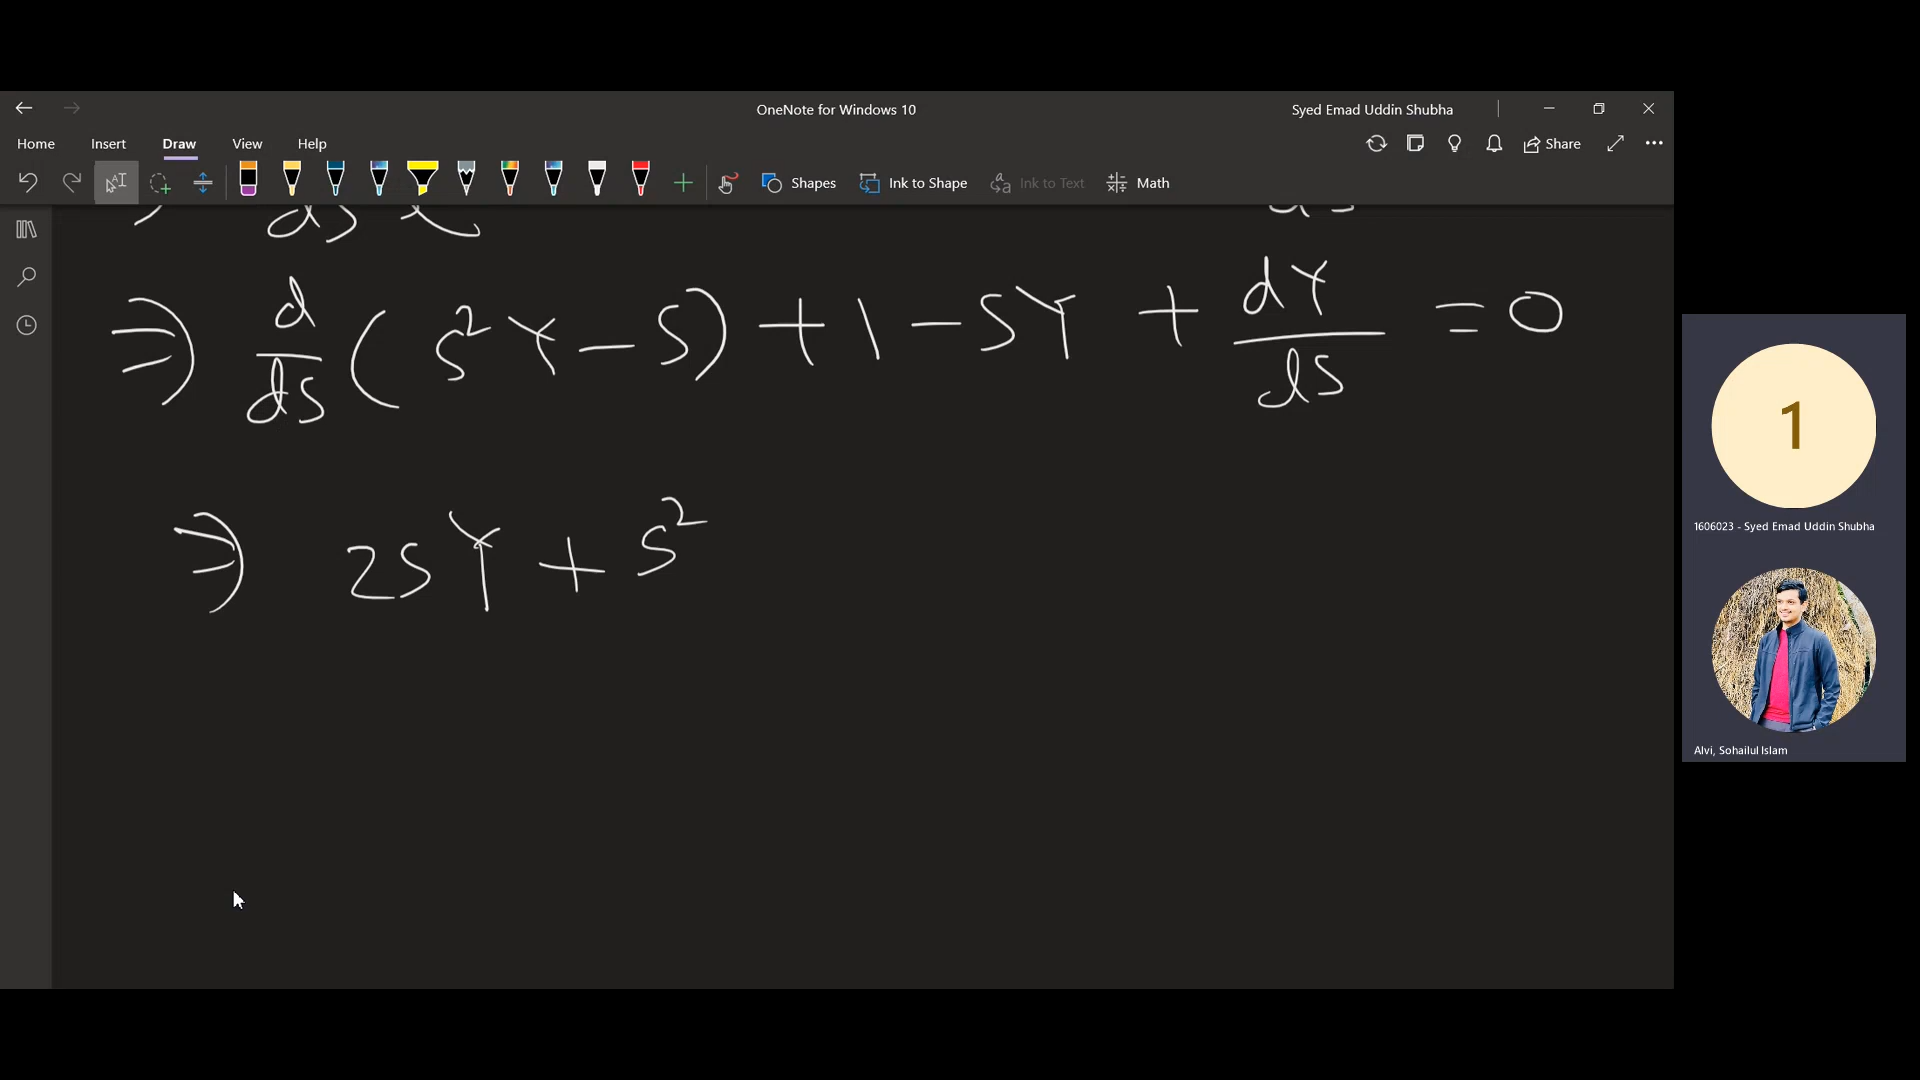 OneNote for Windows 10
Syed Emad Uddin Shubha
Home Insert Draw View Help
Share
Shapes Ink to Shape Ink to Text Math
⇒ d/ds (s²Y - s) + 1 - sY + dY/ds = 0
⇒ 2sY + s²
1
1606023 - Syed Emad Uddin Shubha
Alvi, Sohailul Islam